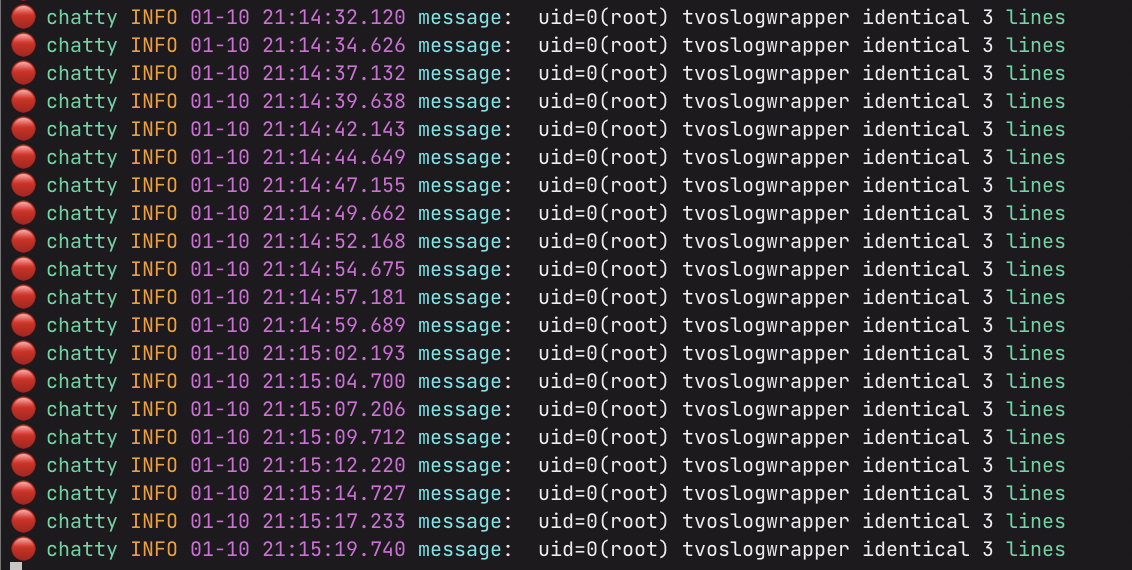 chatty INFO 01-10 21:14:32.120 message:  uid=0(root) tvoslogwrapper identical 3 lines
chatty INFO 01-10 21:14:34.626 message:  uid=0(root) tvoslogwrapper identical 3 lines
chatty INFO 01-10 21:14:37.132 message:  uid=0(root) tvoslogwrapper identical 3 lines
chatty INFO 01-10 21:14:39.638 message:  uid=0(root) tvoslogwrapper identical 3 lines
chatty INFO 01-10 21:14:42.143 message:  uid=0(root) tvoslogwrapper identical 3 lines
chatty INFO 01-10 21:14:44.649 message:  uid=0(root) tvoslogwrapper identical 3 lines
chatty INFO 01-10 21:14:47.155 message:  uid=0(root) tvoslogwrapper identical 3 lines
chatty INFO 01-10 21:14:49.662 message:  uid=0(root) tvoslogwrapper identical 3 lines
chatty INFO 01-10 21:14:52.168 message:  uid=0(root) tvoslogwrapper identical 3 lines
chatty INFO 01-10 21:14:54.675 message:  uid=0(root) tvoslogwrapper identical 3 lines
chatty INFO 01-10 21:14:57.181 message:  uid=0(root) tvoslogwrapper identical 3 lines
chatty INFO 01-10 21:14:59.689 message:  uid=0(root) tvoslogwrapper identical 3 lines
chatty INFO 01-10 21:15:02.193 message:  uid=0(root) tvoslogwrapper identical 3 lines
chatty INFO 01-10 21:15:04.700 message:  uid=0(root) tvoslogwrapper identical 3 lines
chatty INFO 01-10 21:15:07.206 message:  uid=0(root) tvoslogwrapper identical 3 lines
chatty INFO 01-10 21:15:09.712 message:  uid=0(root) tvoslogwrapper identical 3 lines
chatty INFO 01-10 21:15:12.220 message:  uid=0(root) tvoslogwrapper identical 3 lines
chatty INFO 01-10 21:15:14.727 message:  uid=0(root) tvoslogwrapper identical 3 lines
chatty INFO 01-10 21:15:17.233 message:  uid=0(root) tvoslogwrapper identical 3 lines
chatty INFO 01-10 21:15:19.740 message:  uid=0(root) tvoslogwrapper identical 3 lines